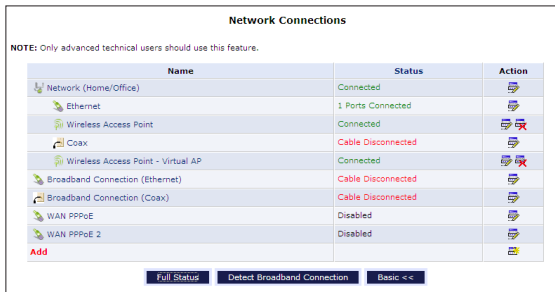 Network Connections
NOTE: Only advanced technical users should use this feature.
Name Status Action
Network (Home/Office) Connected
Ethernet 1 Ports Connected
Wireless Access Point Connected
Coax Cable Disconnected
Wireless Access Point - Virtual AP Connected
Broadband Connection (Ethernet) Cable Disconnected
Broadband Connection (Coax) Cable Disconnected
WAN PPPoE Disabled
WAN PPPoE 2 Disabled
Add
Full Status Detect Broadband Connection Basic <<